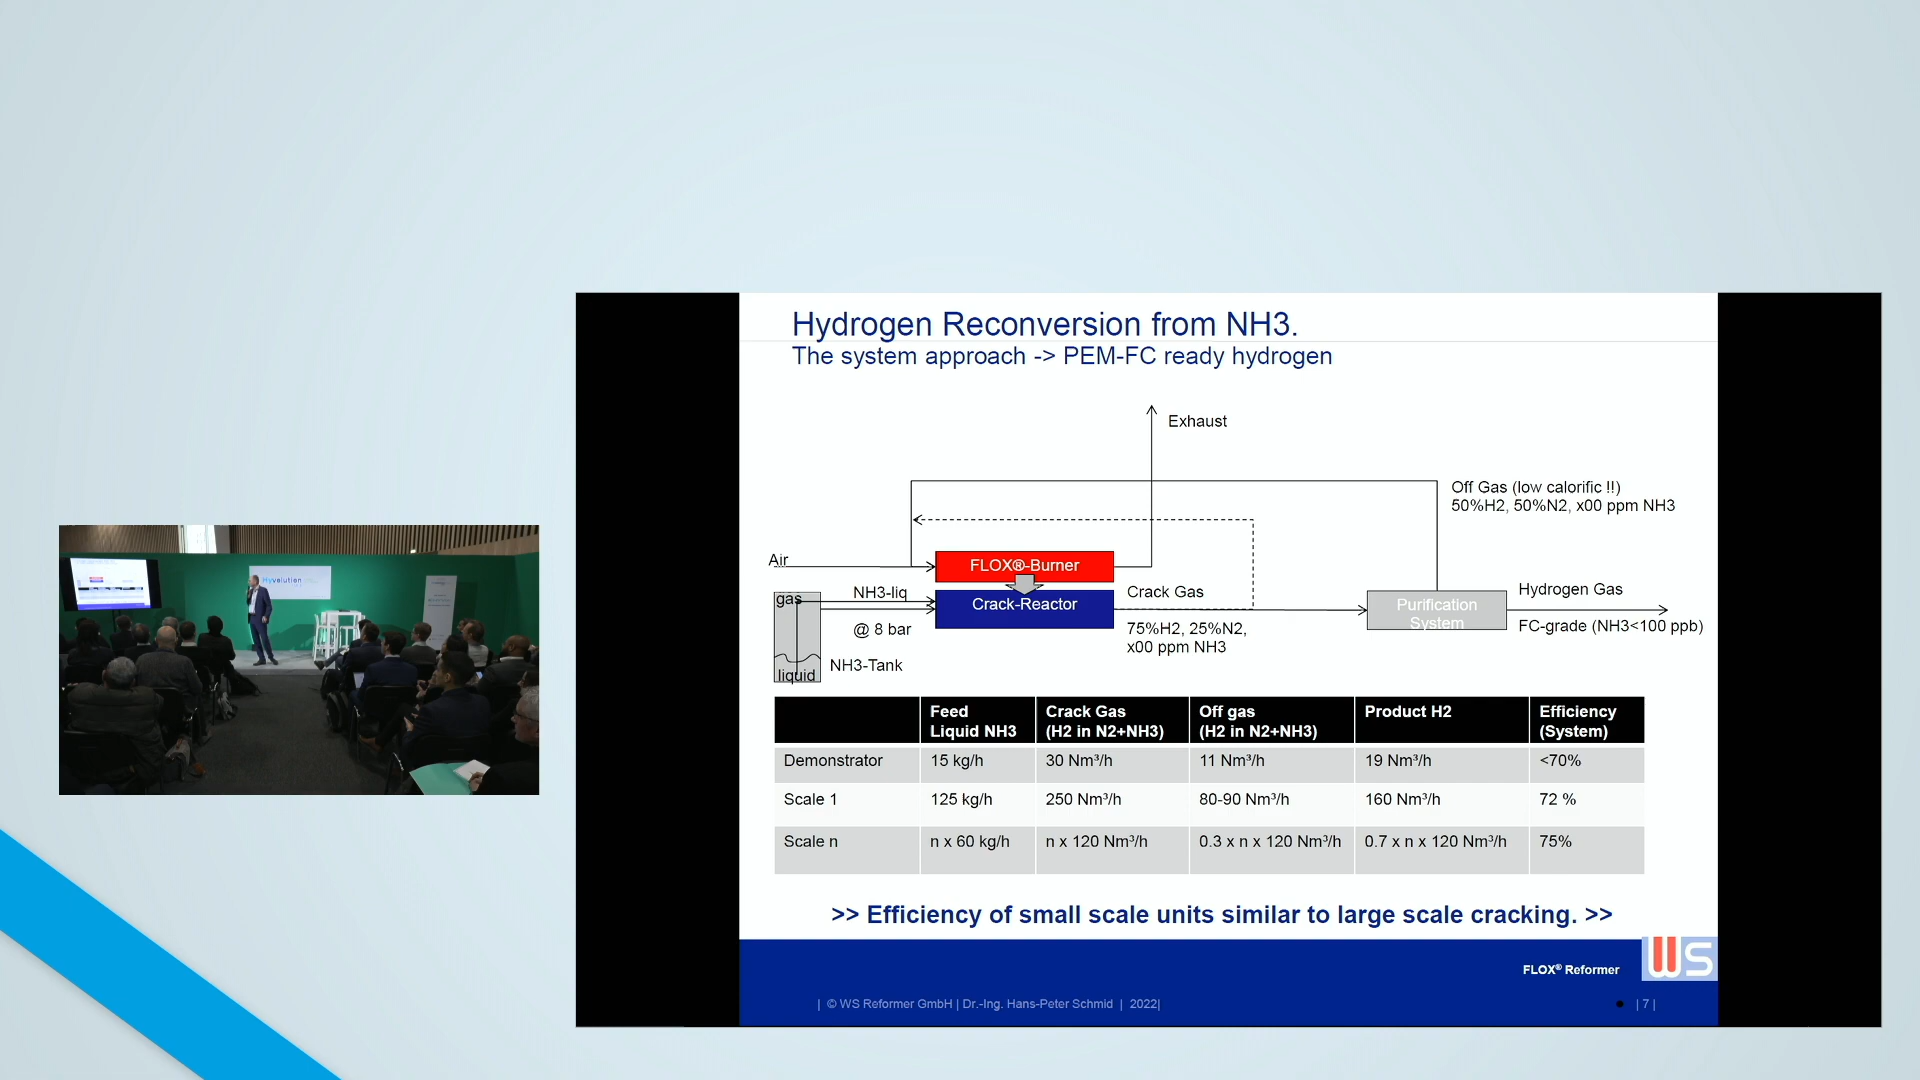 Hydrogen Reconversion from NH3.
The system approach -> PEM-FC ready hydrogen
Exhaust
Off Gas (low calorific !!)
50%H2, 50%N2, x00 ppm NH3
Air
FLOX®-Burner
NH3-liq
gas
Crack-Reactor
Crack Gas
@ 8 bar
75%H2, 25%N2,
x00 ppm NH3
Purification
System
Hydrogen Gas
FC-grade (NH3<100 ppb)
NH3-Tank
liquid
Feed Liquid NH3 Crack Gas (H2 in N2+NH3) Off gas (H2 in N2+NH3) Product H2 Efficiency (System)
Demonstrator 15 kg/h 30 Nm³/h 11 Nm³/h 19 Nm³/h <70%
Scale 1 125 kg/h 250 Nm³/h 80-90 Nm³/h 160 Nm³/h 72 %
Scale n n x 60 kg/h n x 120 Nm³/h 0.3 x n x 120 Nm³/h 0.7 x n x 120 Nm³/h 75%
>> Efficiency of small scale units similar to large scale cracking. >>
FLOX® Reformer
WS
| © WS Reformer GmbH | Dr.-Ing. Hans-Peter Schmid | 2022|
| 7 |
Hyvolution